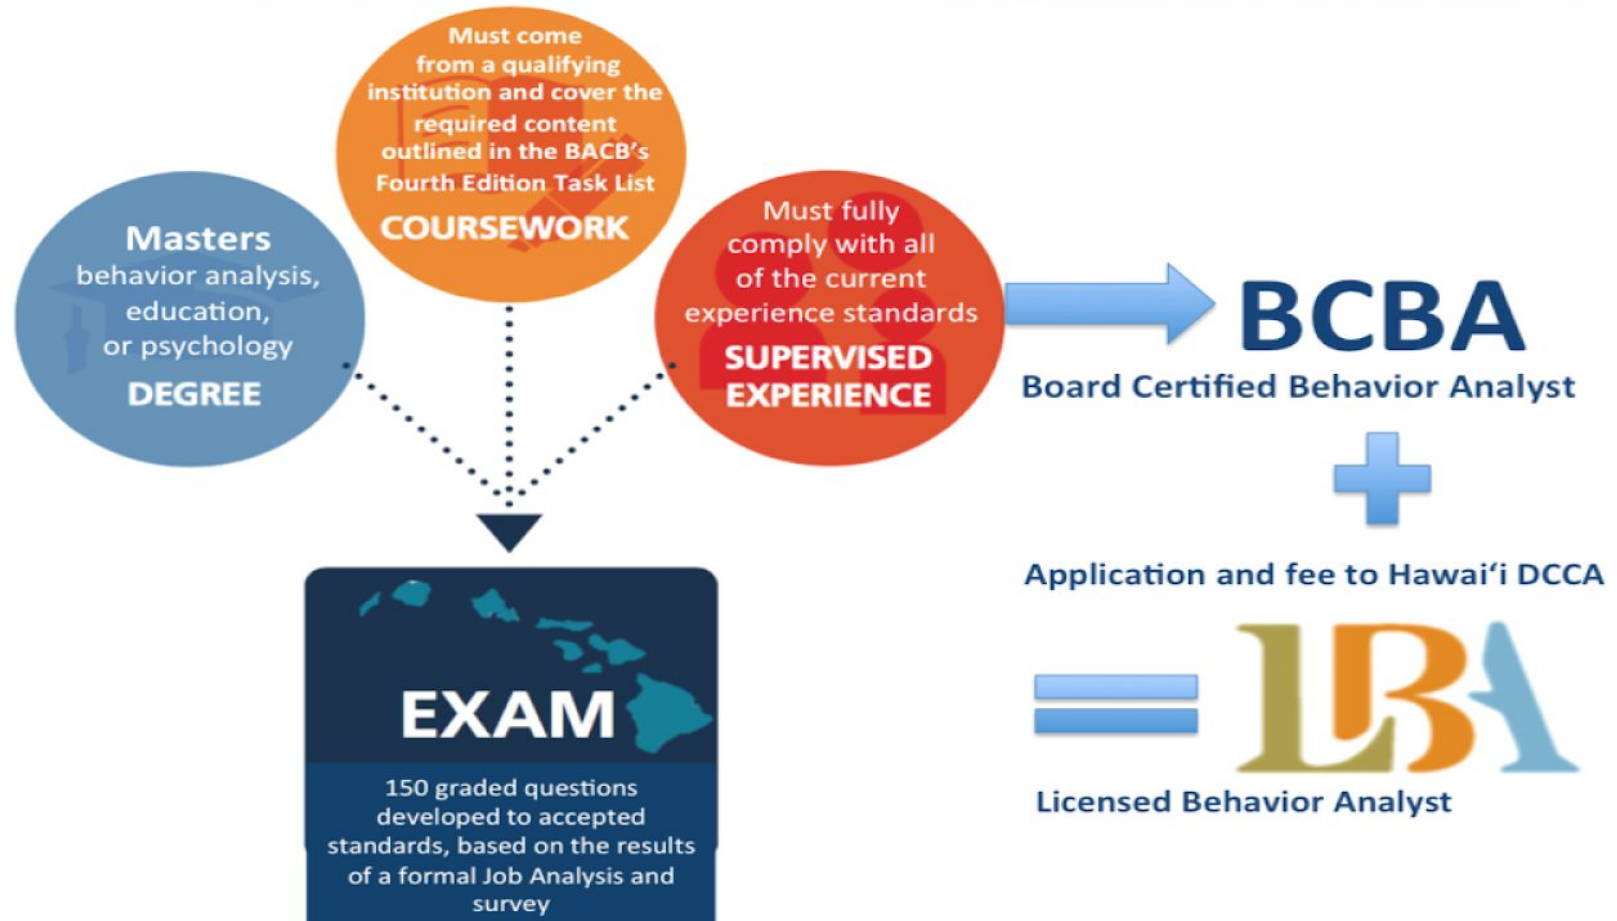 Masters
behavior analysis,
education,
or psychology
DEGREE
Must come
from a qualifying
institution and cover the
required content
outlined in the BACB’s
Fourth Edition Task List
COURSEWORK
Must fully
comply with all
of the current
experience standards
SUPERVISED
EXPERIENCE
EXAM
150 graded questions
developed to accepted
standards, based on the results
of a formal Job Analysis and
survey
BCBA
Board Certified Behavior Analyst
Application and fee to Hawai‘i DCCA
LBA
Licensed Behavior Analyst